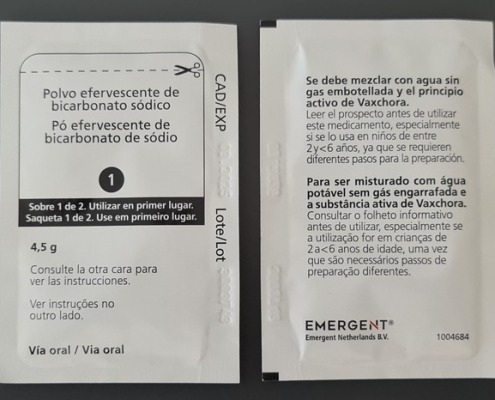 Polvo efervescente de
bicarbonato sódico
Pó efervescente de
bicarbonato de sódio
1
Sobre 1 de 2. Utilizar en primer lugar.
Saqueta 1 de 2. Use em primeiro lugar.
4,5 g
Consulte la otra cara para
ver las instrucciones.
Ver instruções no
outro lado.
Vía oral / Via oral
CAD/EXP
Lote/Lot
Se debe mezclar con agua sin
gas embotellada y el principio
activo de Vaxchora.
Leer el prospecto antes de utilizar
este medicamento, especialmente
si se lo usa en niños de entre
2 y<6 años, ya que se requieren
diferentes pasos para la preparación.
Para ser misturado com água
potável sem gás engarrafada e
a substância ativa de Vaxchora.
Consultar o folheto informativo
antes de utilizar, especialmente se
a utilização for em crianças de
2 a<6 anos de idade, uma vez
que são necessários passos de
preparação diferentes.
EMERGENT®
Emergent Netherlands B.V.
1004684